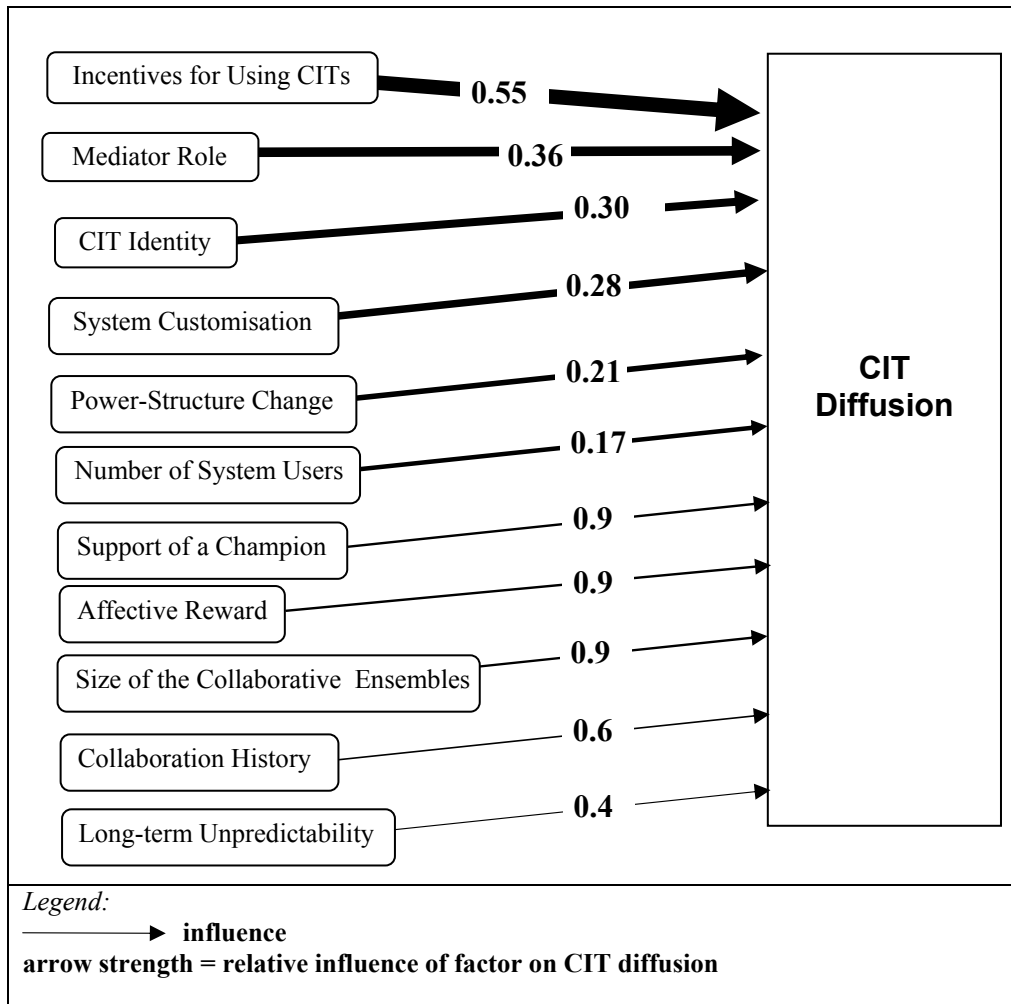 Incentives for Using CITs
0.55
Mediator Role
0.36
CIT Identity
0.30
System Customisation
0.28
Power-Structure Change
0.21
Number of System Users
0.17
Support of a Champion
0.9
Affective Reward
0.9
Size of the Collaborative Ensembles
0.9
Collaboration History
0.6
Long-term Unpredictability
0.4
CIT
Diffusion
Legend:
influence
arrow strength = relative influence of factor on CIT diffusion